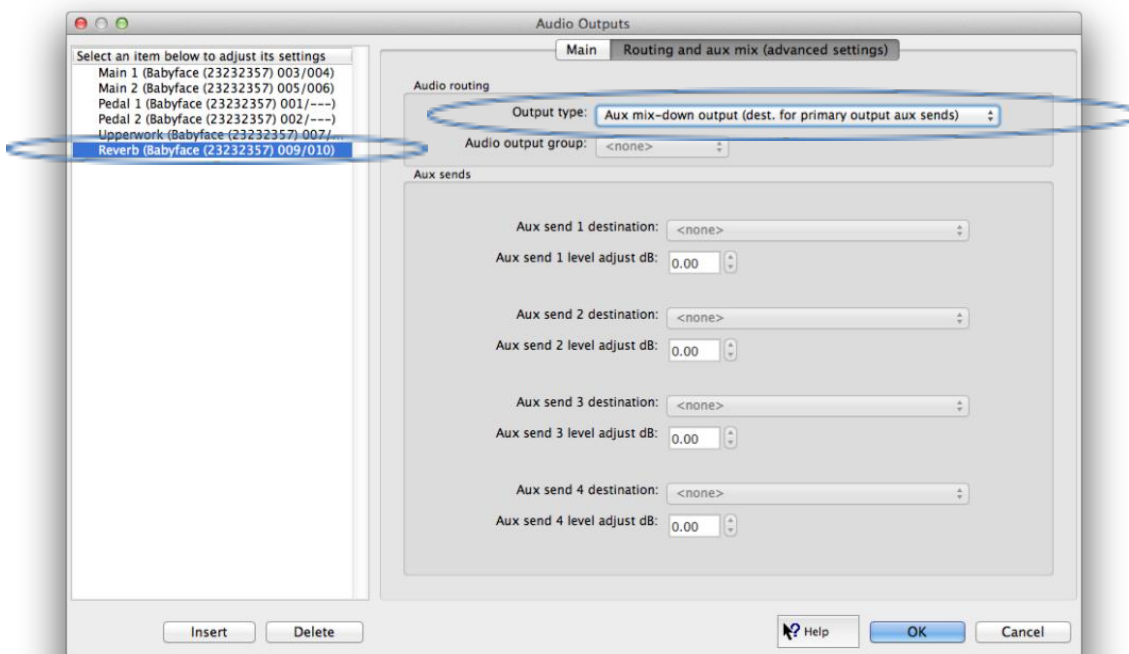 Audio Outputs
Select an item below to adjust its settings
Main 1 (Babyface (23232357) 003/004)
Main 2 (Babyface (23232357) 005/006)
Pedal 1 (Babyface (23232357) 001/---)
Pedal 2 (Babyface (23232357) 002/---)
Upperwork (Babyface (23232357) 007/...
Reverb (Babyface (23232357) 009/010)
Main
Routing and aux mix (advanced settings)
Audio routing
Output type: Aux mix-down output (dest. for primary output aux sends)
Audio output group: <none>
Aux sends
Aux send 1 destination: <none>
Aux send 1 level adjust dB: 0.00
Aux send 2 destination: <none>
Aux send 2 level adjust dB: 0.00
Aux send 3 destination: <none>
Aux send 3 level adjust dB: 0.00
Aux send 4 destination: <none>
Aux send 4 level adjust dB: 0.00
Insert
Delete
? Help
OK
Cancel